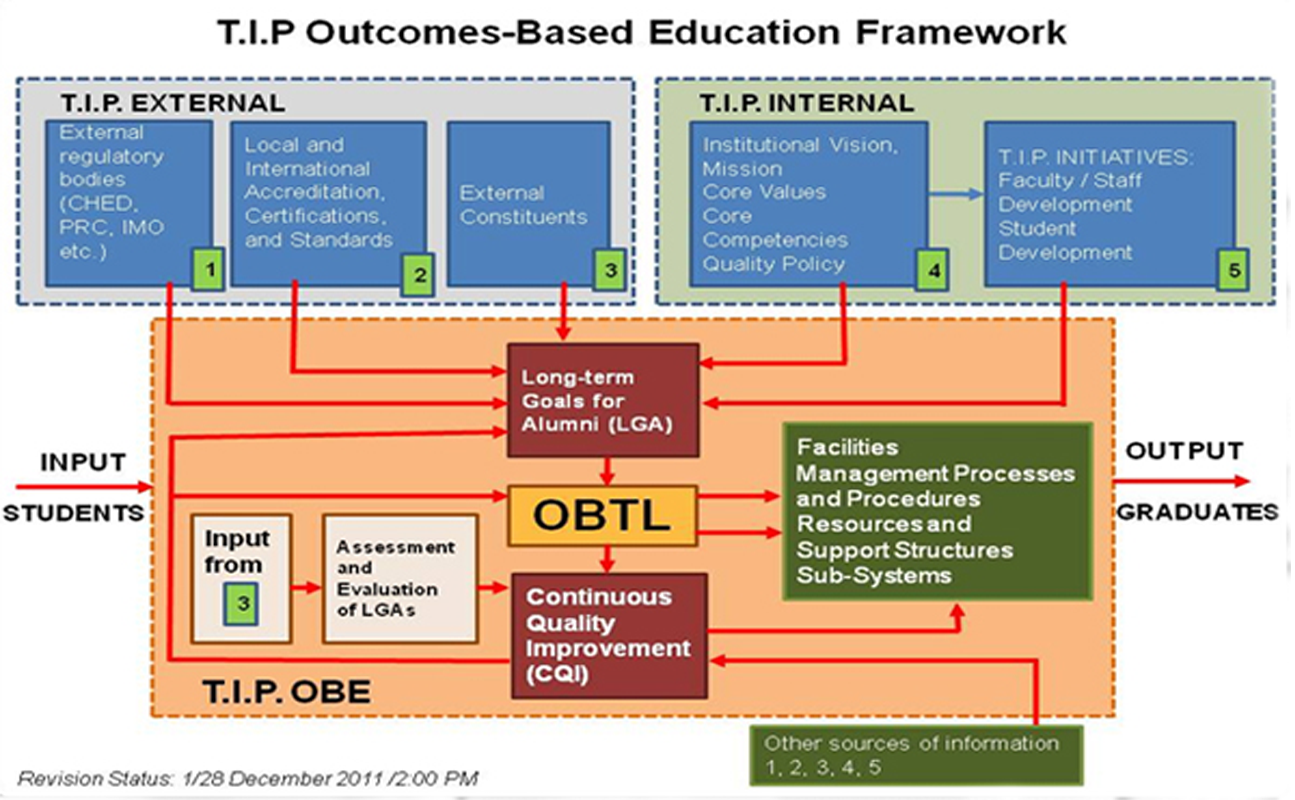 T.I.P Outcomes-Based Education Framework
T.I.P. EXTERNAL
External
regulatory
bodies
(CHED,
PRC, IMO
etc.)
1
Local and
International
Accreditation,
Certifications,
and Standards
2
External
Constituents
3
T.I.P. INTERNAL
Institutional Vision,
Mission
Core Values
Core
Competencies
Quality Policy
4
T.I.P. INITIATIVES:
Faculty / Staff
Development
Student
Development
5
Long-term
Goals for
Alumni (LGA)
INPUT
STUDENTS
OBTL
Facilities
Management Processes
and Procedures
Resources and
Support Structures
Sub-Systems
OUTPUT
GRADUATES
Input
from
3
Assessment
and
Evaluation
of LGAs
Continuous
Quality
Improvement
(CQI)
T.I.P. OBE
Other sources of information
1, 2, 3, 4, 5
Revision Status: 1/28 December 2011 /2:00 PM